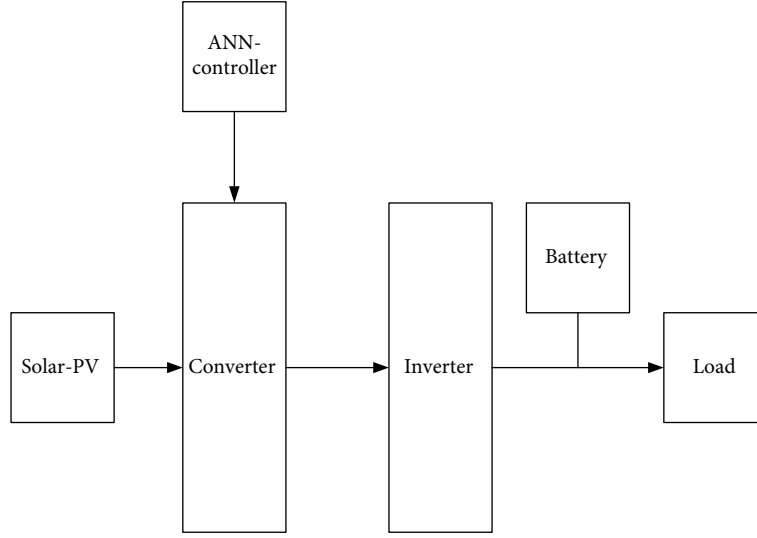 ANN-
controller
Battery
Solar-PV
Converter
Inverter
Load